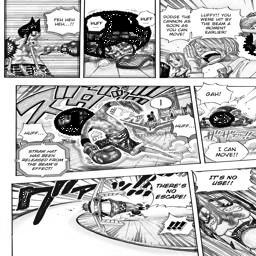 FEH HEH
HEH...!!
HUFF
HUFF...
DODGE THE
CANNON AS
SOON AS
YOU CAN
MOVE!
LUFFY!! YOU
WERE HIT BY
THE BEAM A
MOMENT
EARLIER!
HUFF...
!
HUFF...
STRAW HAT
HAS BEEN
RELEASED FROM
THE BEAM'S
EFFECT!
GAH!
I CAN
MOVE!!
THERE'S
NO
ESCAPE!
!!!
IT'S NO
USE!!